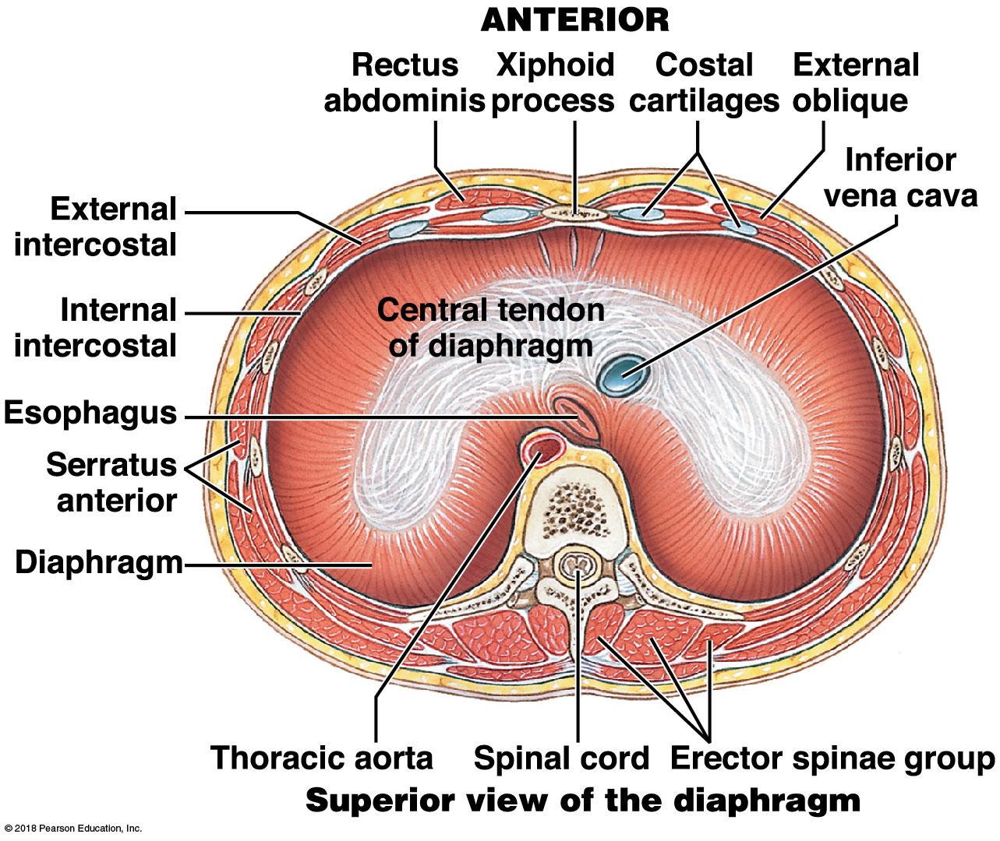 ANTERIOR
Rectus
abdominis
Xiphoid
process
Costal
cartilages
External
oblique
Inferior
vena cava
External
intercostal
Internal
intercostal
Central tendon
of diaphragm
Esophagus
Serratus
anterior
Diaphragm
Thoracic aorta
Spinal cord
Erector spinae group
Superior view of the diaphragm
© 2018 Pearson Education, Inc.